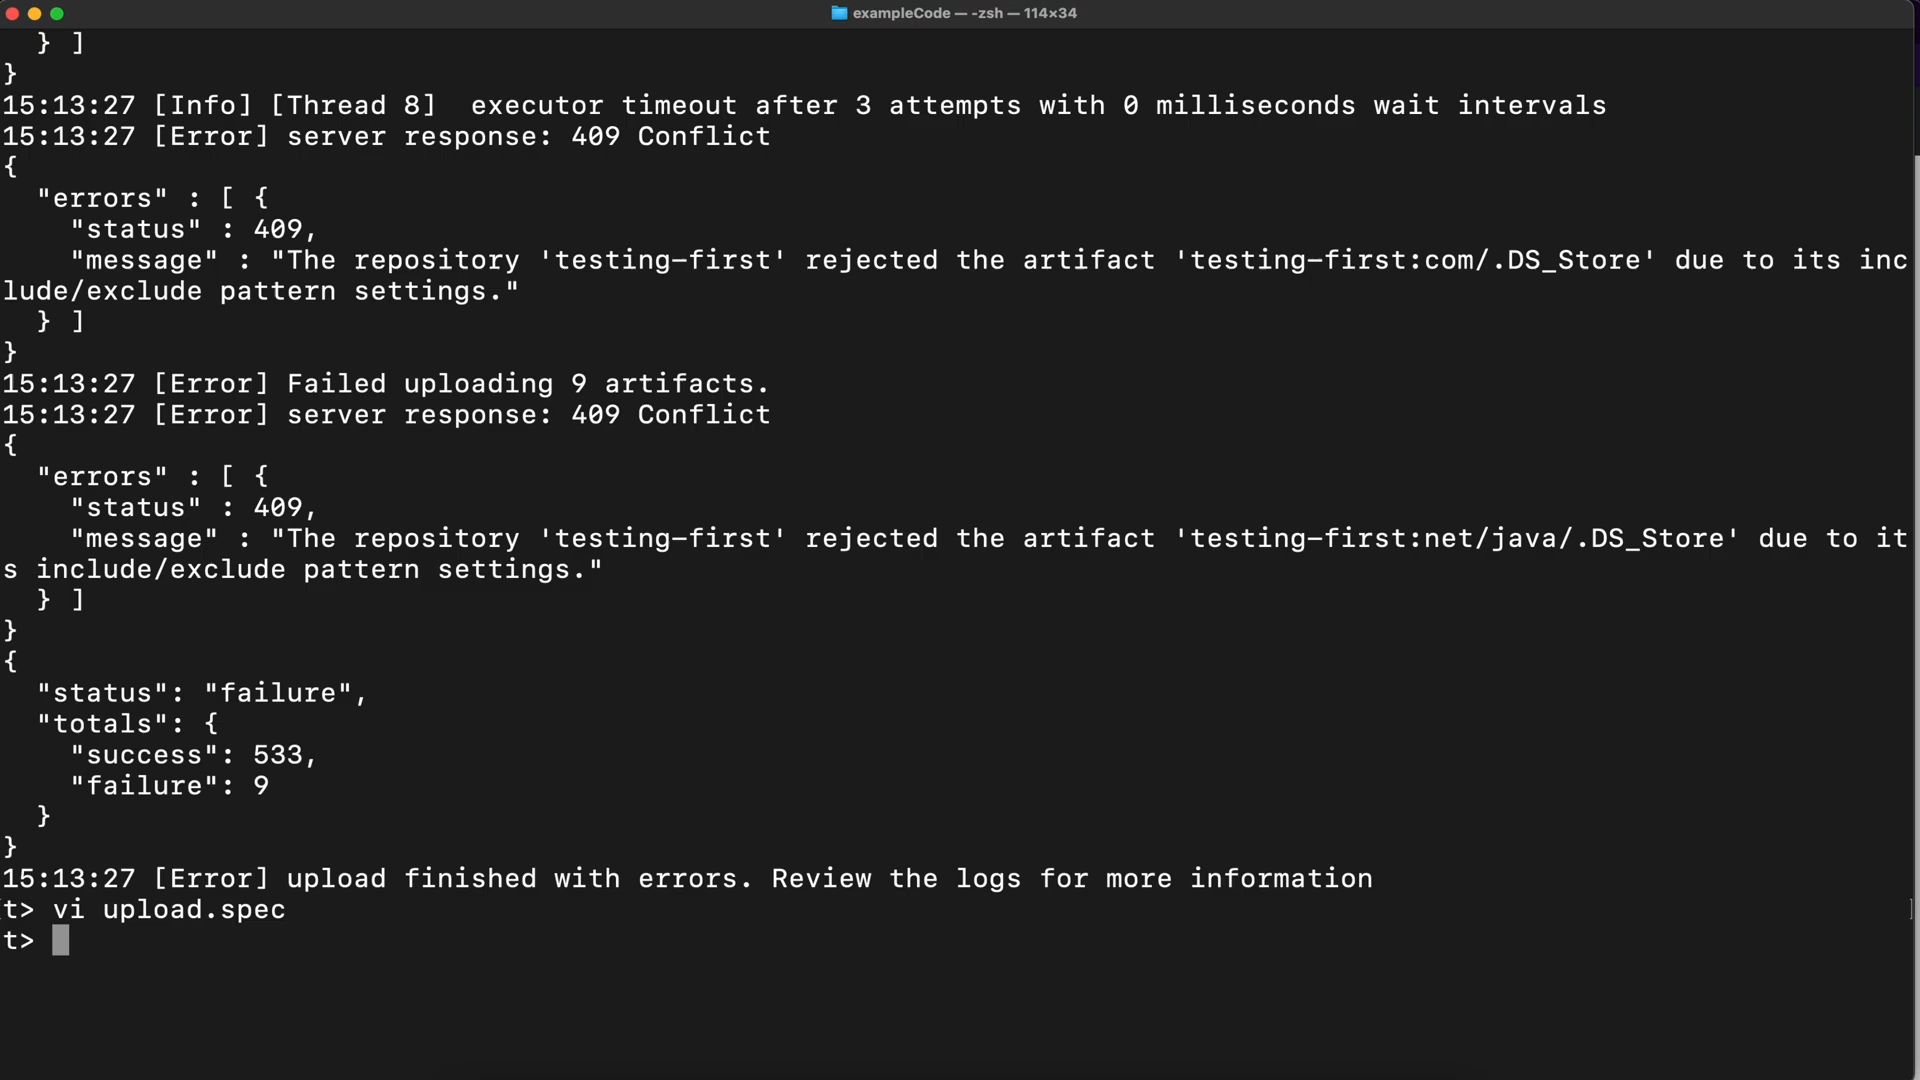 exampleCode — -zsh — 114×34
  } ]
}
15:13:27 [Info] [Thread 8]  executor timeout after 3 attempts with 0 milliseconds wait intervals
15:13:27 [Error] server response: 409 Conflict
{
  "errors" : [ {
    "status" : 409,
    "message" : "The repository 'testing-first' rejected the artifact 'testing-first:com/.DS_Store' due to its inc
lude/exclude pattern settings."
  } ]
}
15:13:27 [Error] Failed uploading 9 artifacts.
15:13:27 [Error] server response: 409 Conflict
{
  "errors" : [ {
    "status" : 409,
    "message" : "The repository 'testing-first' rejected the artifact 'testing-first:net/java/.DS_Store' due to it
s include/exclude pattern settings."
  } ]
}
{
  "status": "failure",
  "totals": {
    "success": 533,
    "failure": 9
  }
}
15:13:27 [Error] upload finished with errors. Review the logs for more information
t> vi upload.spec
t>